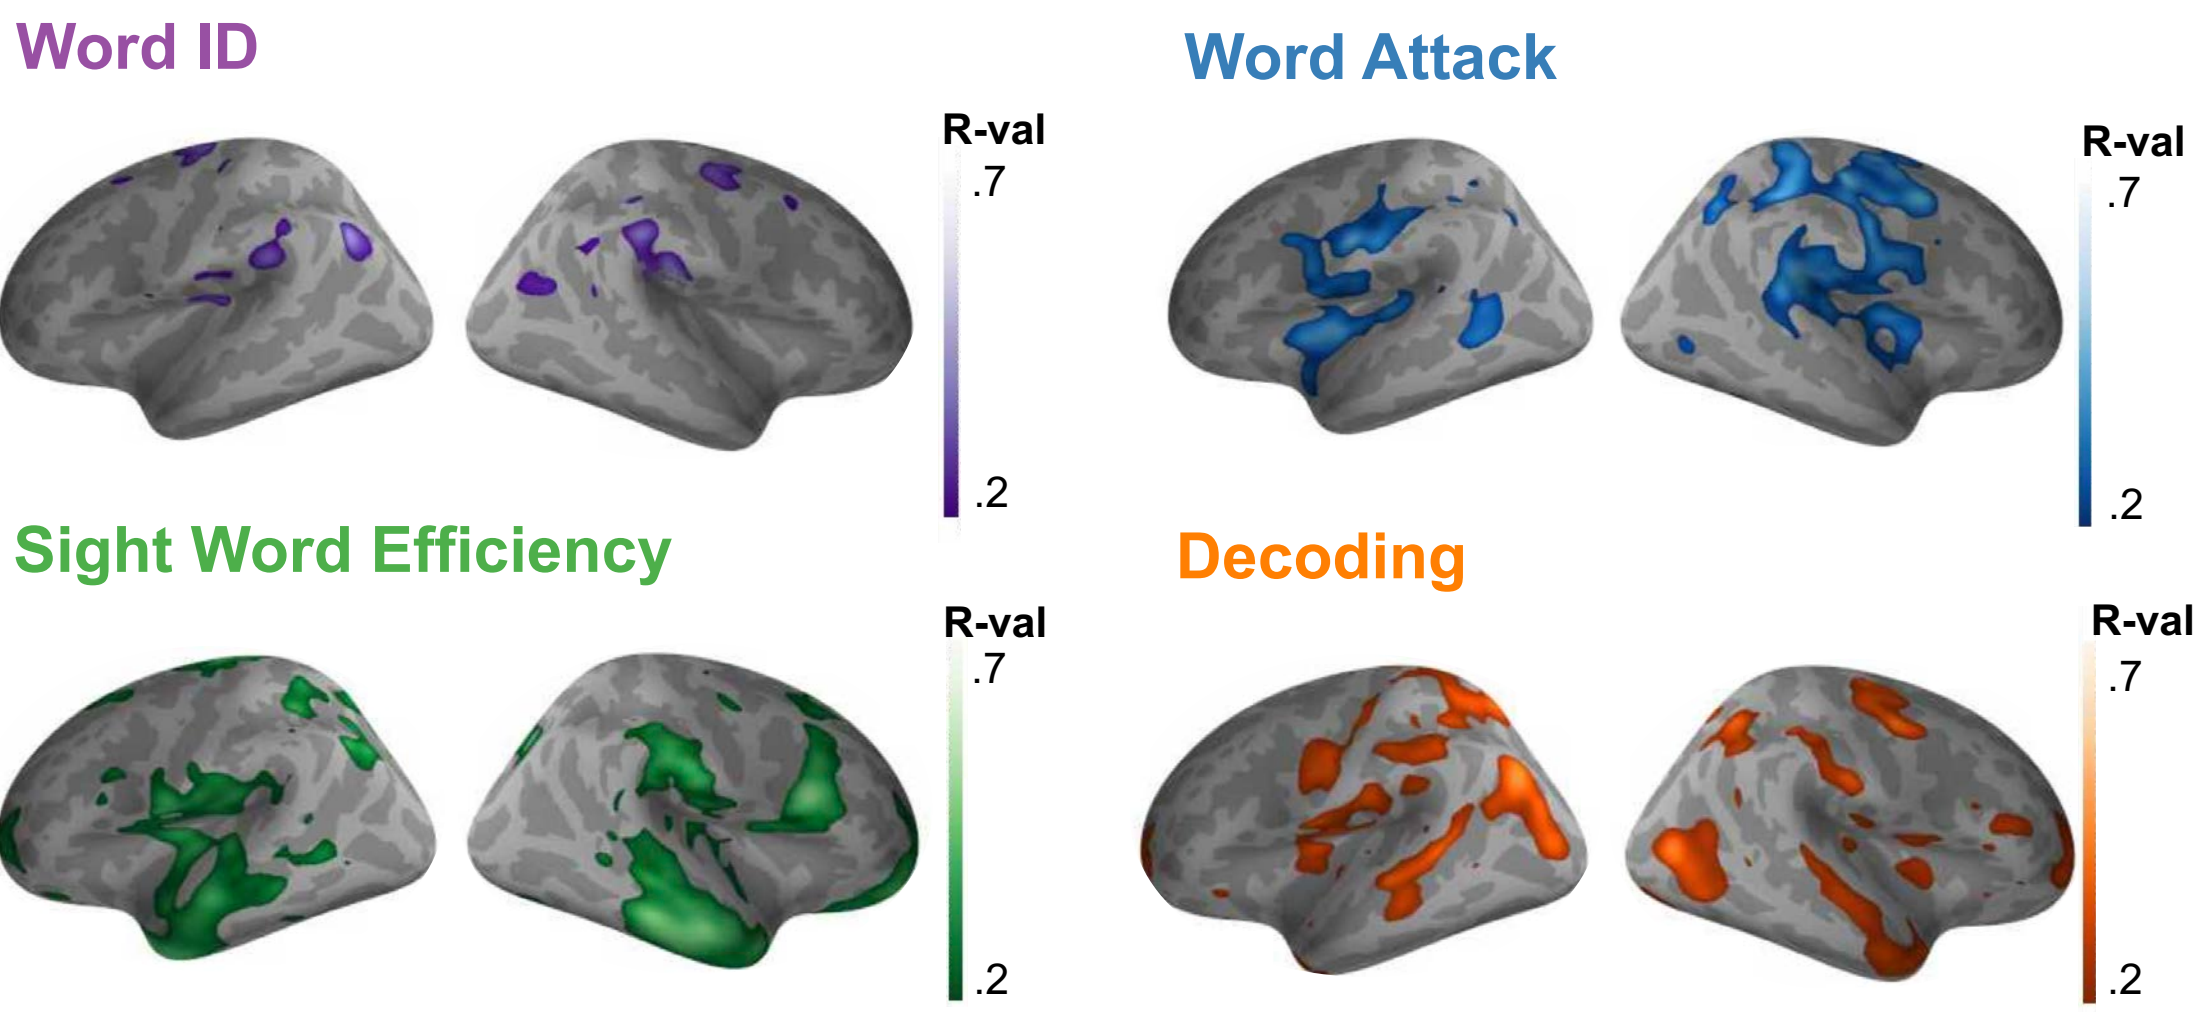 Word ID
R-val
.7
.2
Word Attack
R-val
.7
.2
Sight Word Efficiency
R-val
.7
.2
Decoding
R-val
.7
.2